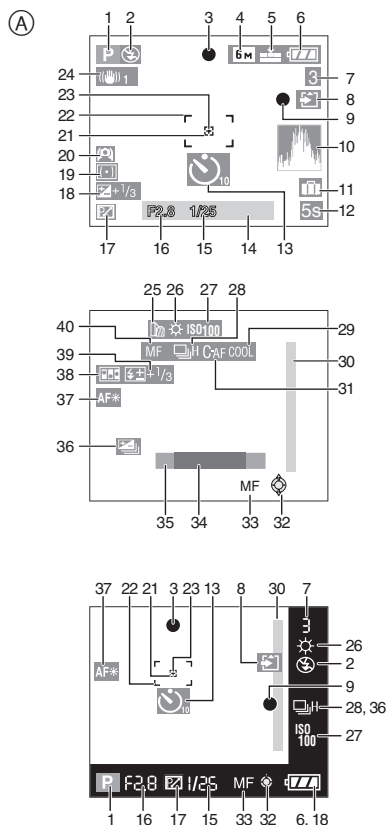 A
1 2 3 4 5 6
P 6M
24 1 3 7
23 8
22 9
21 10
20
19 10
18 +1/3 11
P 5s
17 16 15 14 13 12
F2.8 1/25
25 26 27 28
40 ISO100 29
39 MF H C-AF COOL 30
38 +1/3 31
37 AF*
36
MF
35 34 33 32
37 22 21 3 23 13 8 30 7
3
26
AF* 2
9
H 28, 36
10 ISO 100 27
P F2.8 1/25 MF
1 16 17 15 33 32 6, 18